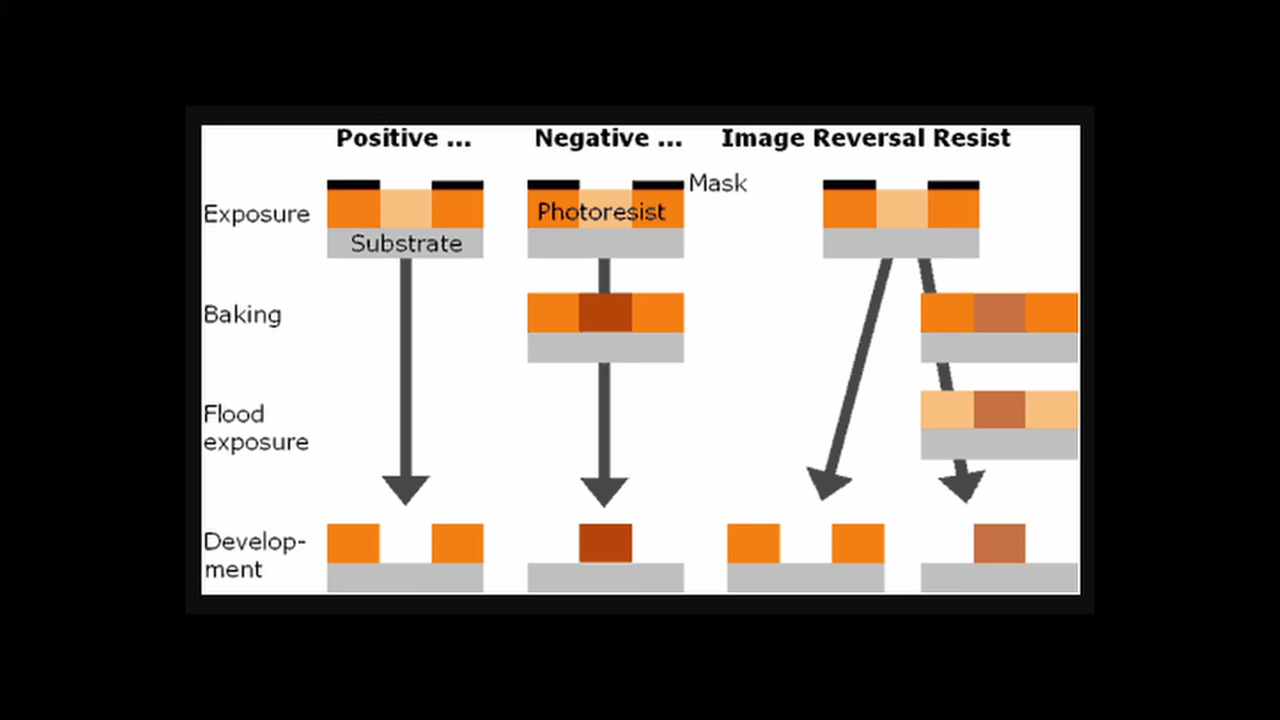 Positive ... Negative ... Image Reversal Resist
Mask
Exposure
Photoresist
Substrate
Baking
Flood
exposure
Develop-
ment